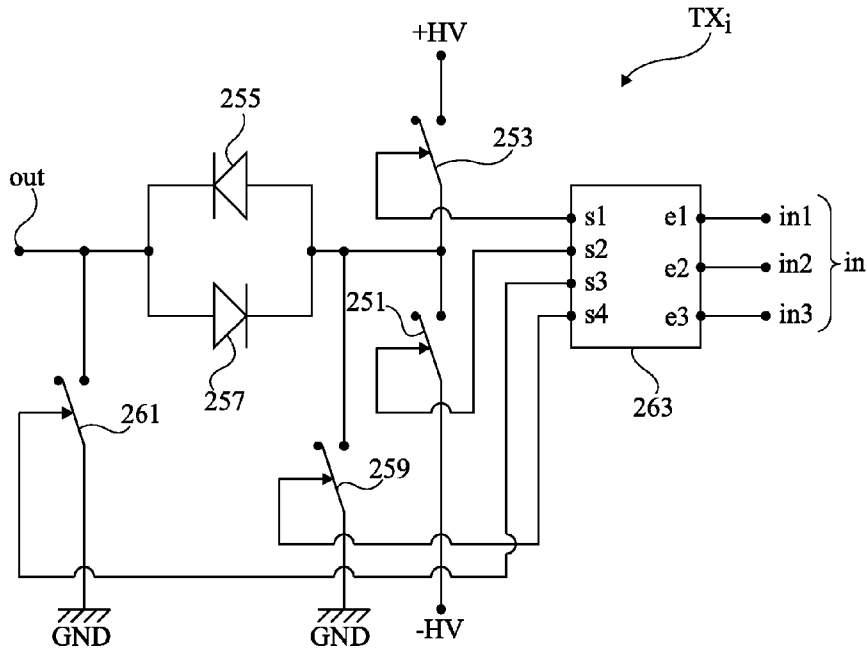 TXi
+HV
255
253
out
s1 e1 in1
s2 e2 in2
s3 e3 in3
s4
in
251
257
263
261
259
GND
GND
-HV